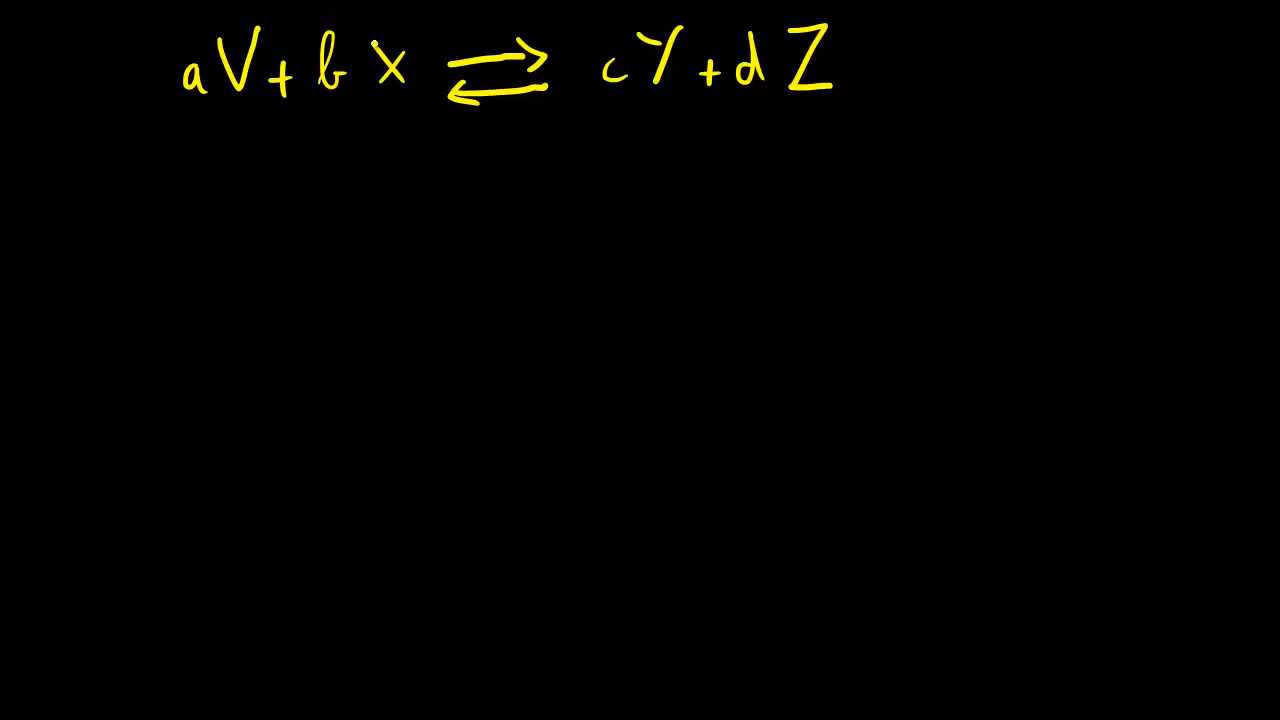 aV + bX ⇌ cY + dZ